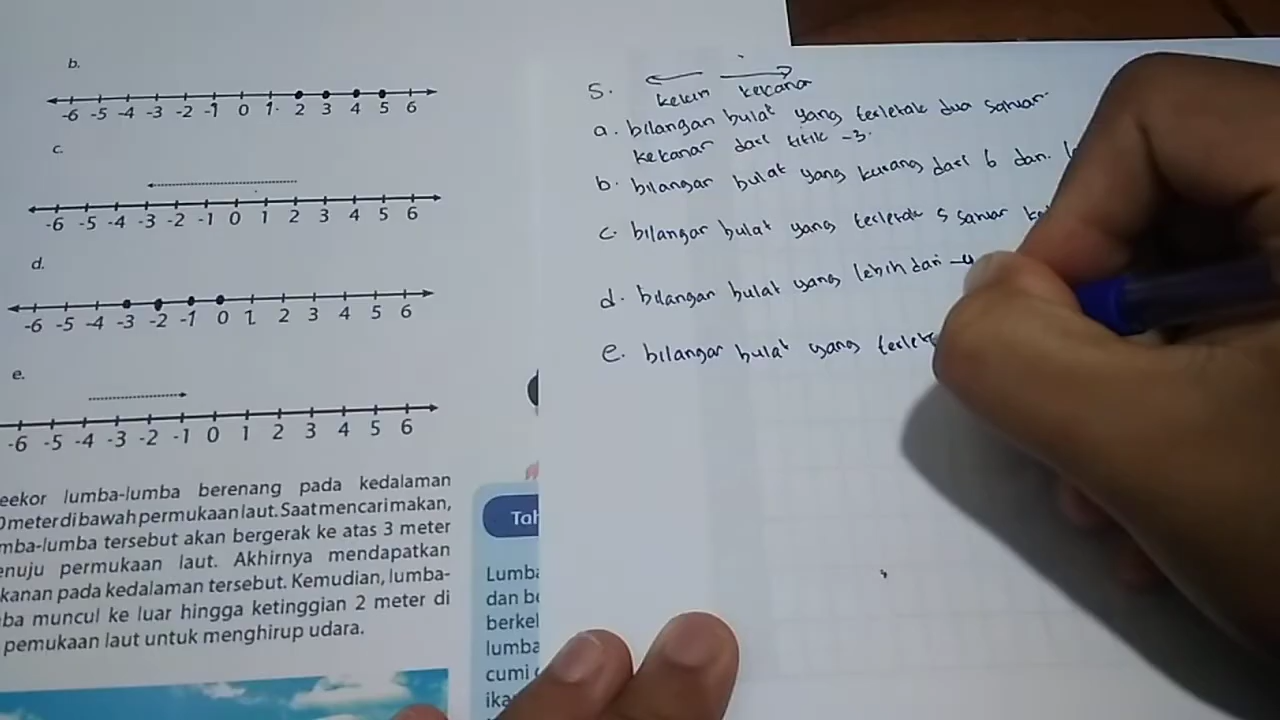 b.
-6 -5 -4 -3 -2 -1 0 1 2 3 4 5 6
c.
-6 -5 -4 -3 -2 -1 0 1 2 3 4 5 6
d.
-6 -5 -4 -3 -2 -1 0 1 2 3 4 5 6
e.
-6 -5 -4 -3 -2 -1 0 1 2 3 4 5 6
eekor lumba-lumba berenang pada kedalaman
0 meter di bawah permukaan laut. Saat mencari makan,
mba-lumba tersebut akan bergerak ke atas 3 meter
enuju permukaan laut. Akhirnya mendapatkan
kanan pada kedalaman tersebut. Kemudian, lumba-
ba muncul ke luar hingga ketinggian 2 meter di
pemukaan laut untuk menghirup udara.
Tah
Lumba
dan be
berkel
lumba
cumi
ikan
5.
kekiri kekanan
a. bilangan bulat yang terletak dua satuan
kekanan dari titik -3.
b. bilangan bulat yang kurang dari 6 dan
c. bilangan bulat yang terletak 5 satuan
d. bilangan bulat yang lebih dari -4
e. bilangan bulat yang terletak